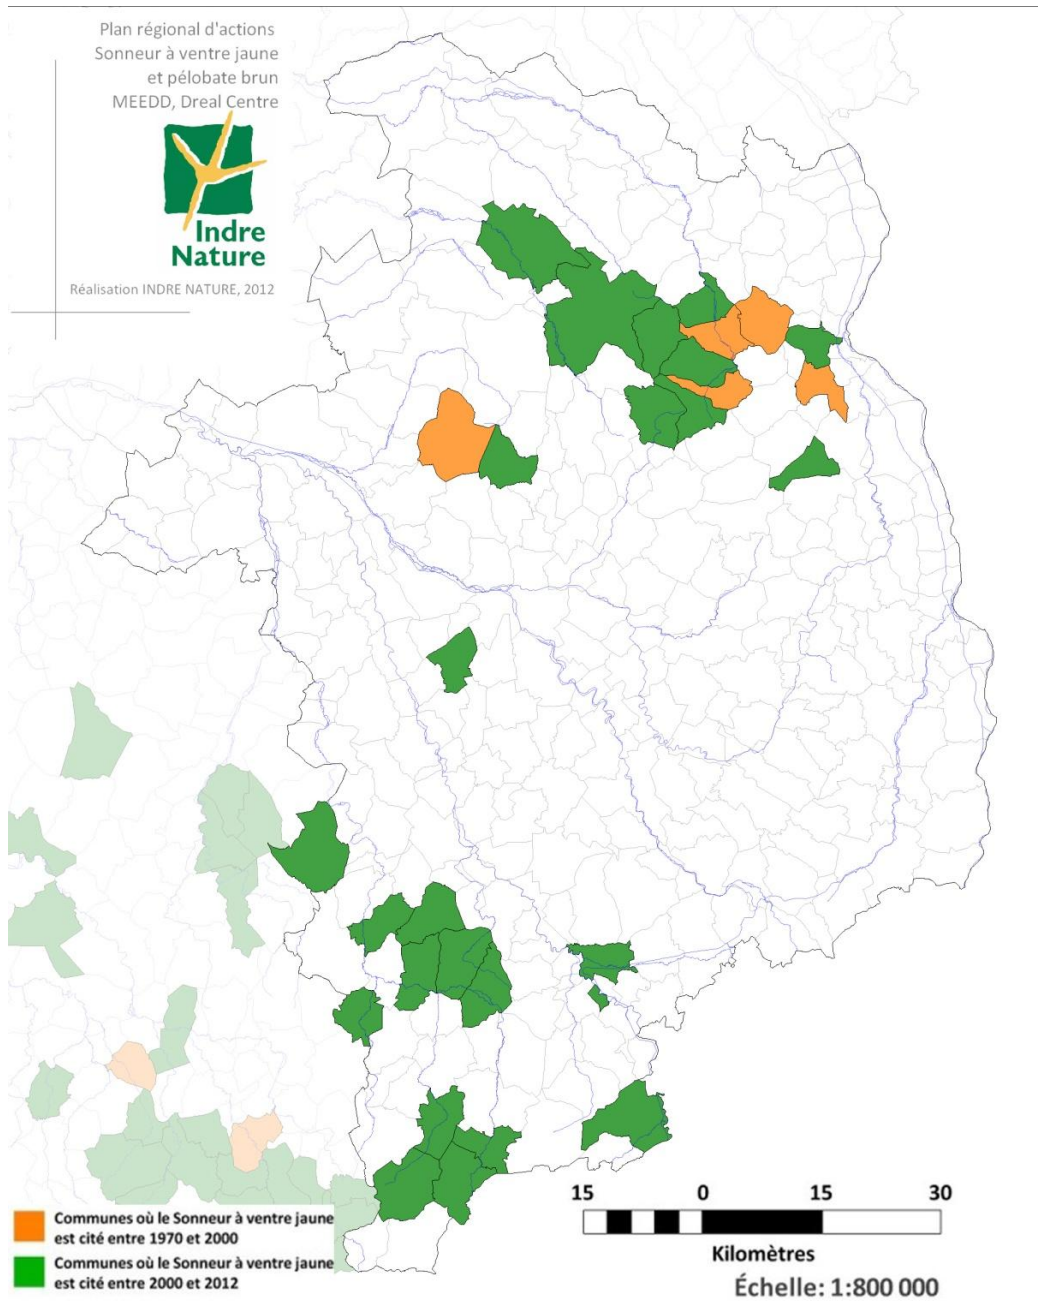 Plan régional d'actions
Sonneur à ventre jaune
et pélobate brun
MEEDD, Dreal Centre
Indre
Nature
Réalisation INDRE NATURE, 2012
15 0 15 30
Kilomètres
Échelle: 1:800 000
Communes où le Sonneur à ventre jaune
est cité entre 1970 et 2000
Communes où le Sonneur à ventre jaune
est cité entre 2000 et 2012